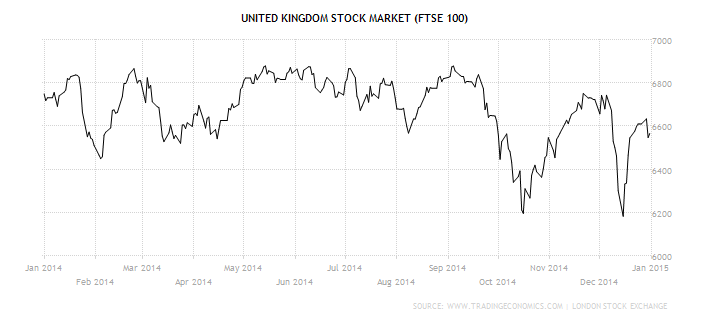 UNITED KINGDOM STOCK MARKET (FTSE 100)
7000
6800
6600
6400
6200
6000
Jan 2014 Mar 2014 May 2014 Jul 2014 Sep 2014 Nov 2014 Jan 2015
Feb 2014 Apr 2014 Jun 2014 Aug 2014 Oct 2014 Dec 2014
SOURCE: WWW.TRADINGECONOMICS.COM | LONDON STOCK EXCHANGE